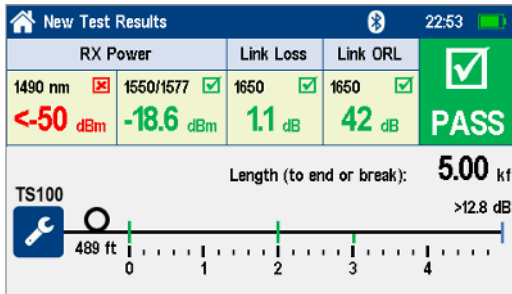 New Test Results 22:53
RX Power Link Loss Link ORL
1490 nm 1550/1577 1650 1650
<-50 dBm -18.6 dBm 1.1 dB 42 dB PASS
Length (to end or break): 5.00 kf
TS100 >12.8 dB
489 ft
0 1 2 3 4